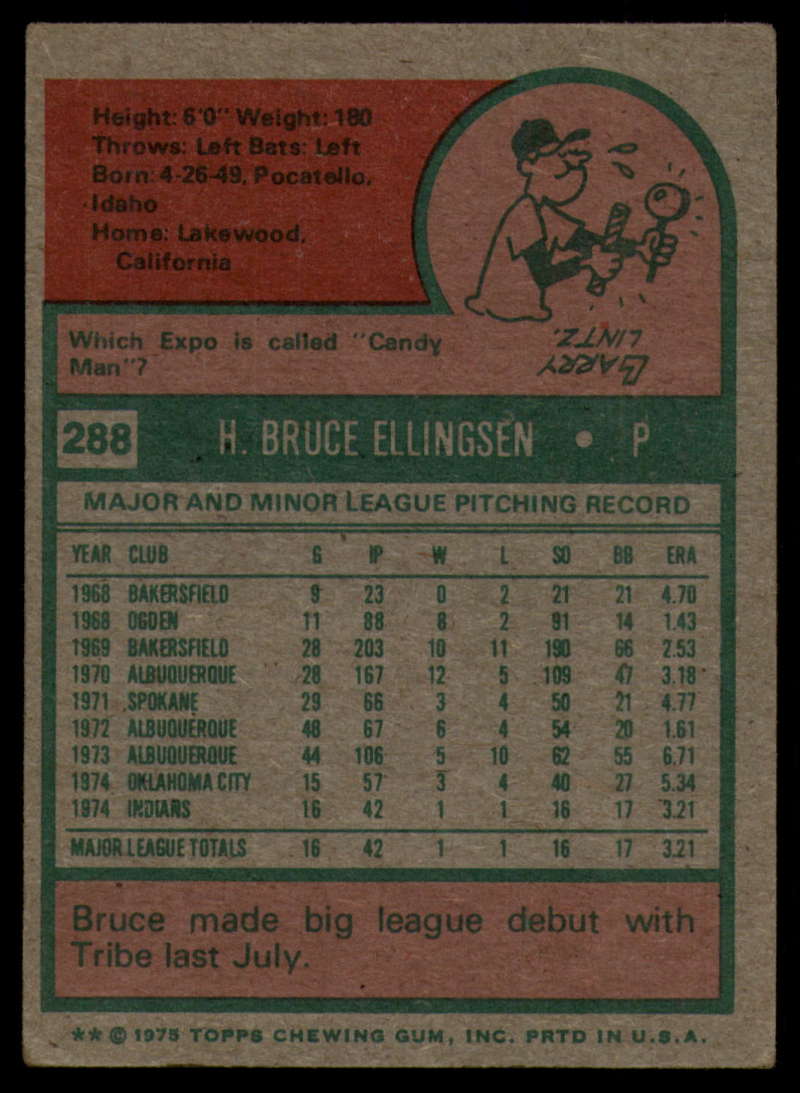 Height: 6'0" Weight: 180
Throws: Left Bats: Left
Born: 4-26-49, Pocatello,
Idaho
Home: Lakewood,
California
Which Expo is called "Candy
Man"?
LARRY
LINTZ.
288 H. BRUCE ELLINGSEN • P
MAJOR AND MINOR LEAGUE PITCHING RECORD
YEAR CLUB G IP W L SO BB ERA
1968 BAKERSFIELD 9 23 0 2 21 21 4.70
1968 OGDEN 11 88 8 2 91 14 1.43
1969 BAKERSFIELD 28 203 10 11 190 66 2.53
1970 ALBUQUERQUE 28 167 12 5 109 47 3.18
1971 SPOKANE 29 66 3 4 50 21 4.77
1972 ALBUQUERQUE 48 67 6 4 54 20 1.61
1973 ALBUQUERQUE 44 106 5 10 62 55 6.71
1974 OKLAHOMA CITY 15 57 3 4 40 27 5.34
1974 INDIANS 16 42 1 1 16 17 3.21
MAJOR LEAGUE TOTALS 16 42 1 1 16 17 3.21
Bruce made big league debut with
Tribe last July.
** © 1975 TOPPS CHEWING GUM, INC. PRTD IN U.S.A.